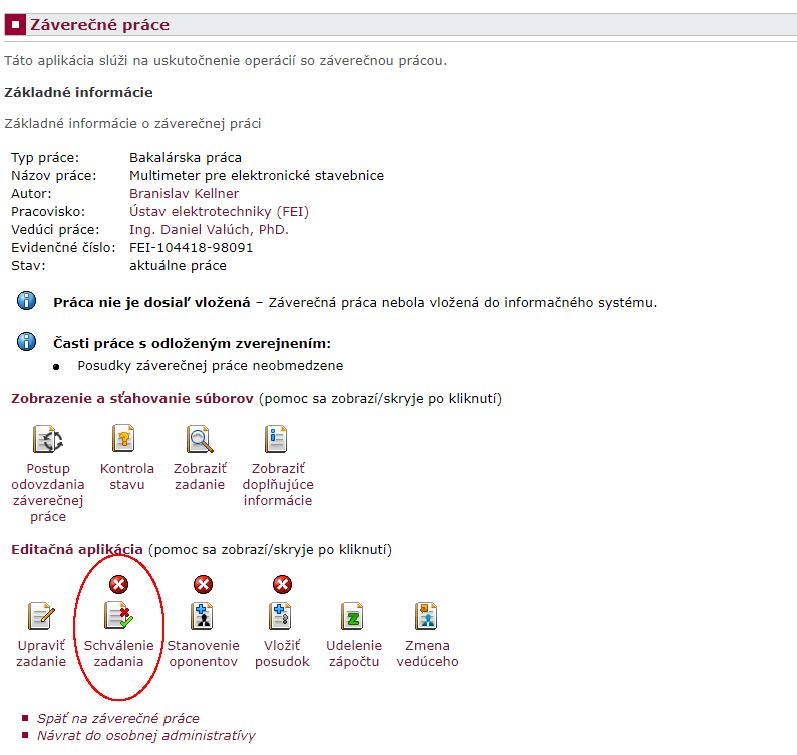 Záverečné práce
Táto aplikácia slúži na uskutočnenie operácií so záverečnou prácou.
Základné informácie
Základné informácie o záverečnej práci
Typ práce: Bakalárska práca
Názov práce: Multimeter pre elektronické stavebnice
Autor: Branislav Kellner
Pracovisko: Ústav elektrotechniky (FEI)
Vedúci práce: Ing. Daniel Valúch, PhD.
Evidenčné číslo: FEI-104418-98091
Stav: aktuálne práce
Práca nie je dosiaľ vložená – Záverečná práca nebola vložená do informačného systému.
Časti práce s odloženým zverejnením:
Posudky záverečnej práce neobmedzene
Zobrazenie a sťahovanie súborov (pomoc sa zobrazí/skryje po kliknutí)
Postup
odovzdania
záverečnej
práce
Kontrola
stavu
Zobraziť
zadanie
Zobraziť
doplňujúce
informácie
Editačná aplikácia (pomoc sa zobrazí/skryje po kliknutí)
Upraviť
zadanie
Schválenie
zadania
Stanovenie
oponentov
Vložiť
posudok
Udelenie
zápočtu
Zmena
vedúceho
Späť na záverečné práce
Návrat do osobnej administratívy